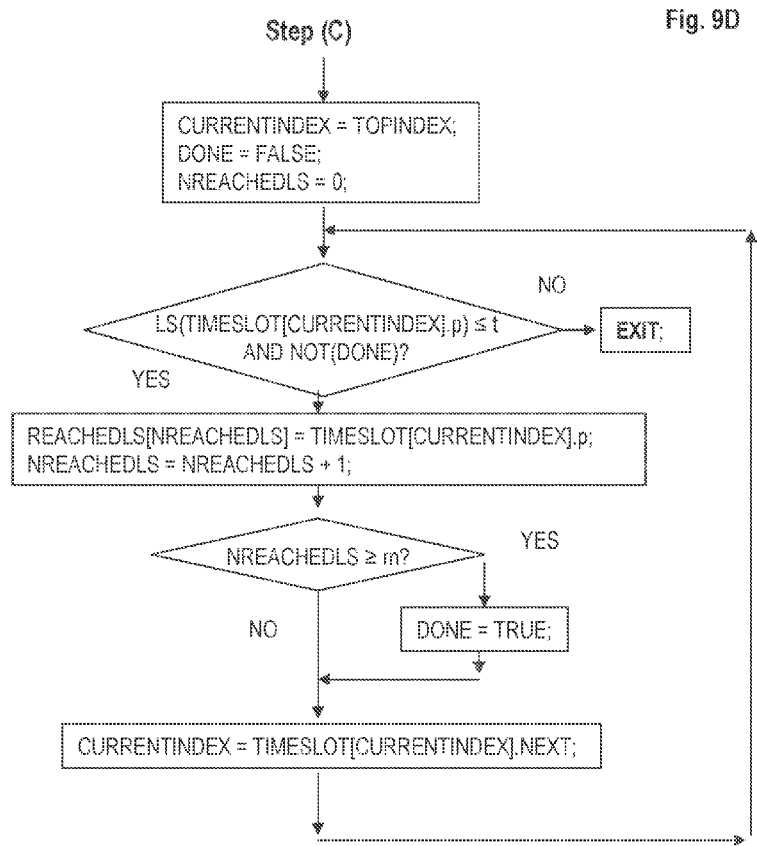 Fig. 9D
Step (C)
CURRENTINDEX = TOPINDEX;
DONE = FALSE;
NREACHEDLS = 0;
NO
LS(TIMESLOT[CURRENTINDEX].p) ≤ t
AND NOT(DONE)?
EXIT;
YES
REACHEDLS[NREACHEDLS] = TIMESLOT[CURRENTINDEX].p;
NREACHEDLS = NREACHEDLS + 1;
NREACHEDLS ≥ m?
YES
NO
DONE = TRUE;
CURRENTINDEX = TIMESLOT[CURRENTINDEX].NEXT;